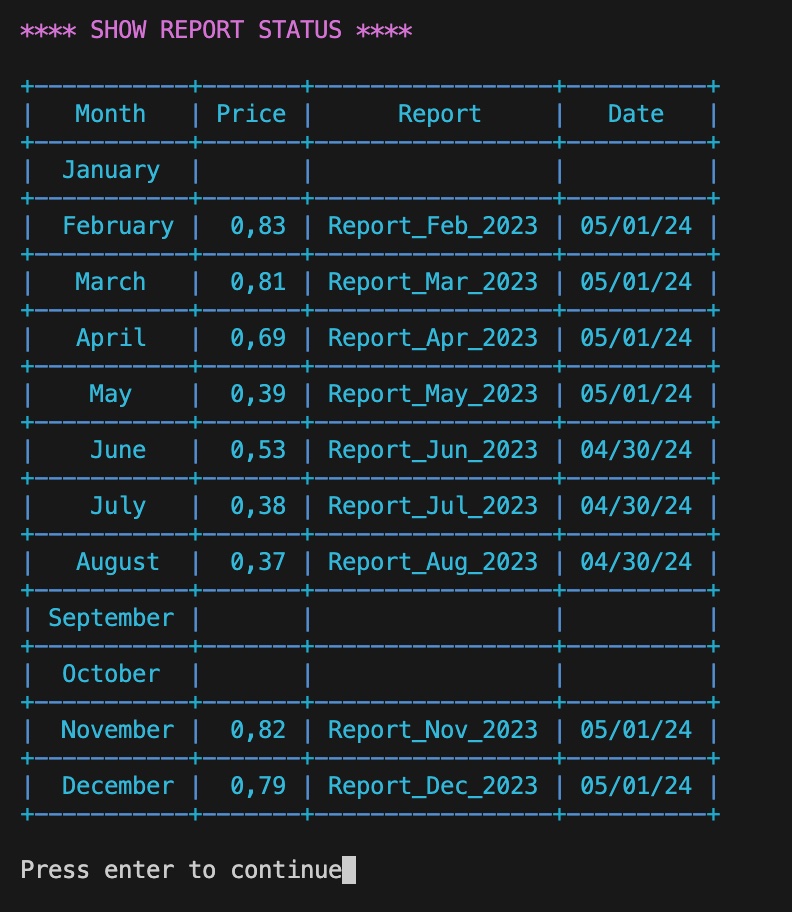 **** SHOW REPORT STATUS ****
+-----------+-------+-----------------+----------+
|   Month   | Price |      Report     |   Date   |
+-----------+-------+-----------------+----------+
|  January  |       |                 |          |
+-----------+-------+-----------------+----------+
|  February |  0,83 | Report_Feb_2023 | 05/01/24 |
+-----------+-------+-----------------+----------+
|   March   |  0,81 | Report_Mar_2023 | 05/01/24 |
+-----------+-------+-----------------+----------+
|   April   |  0,69 | Report_Apr_2023 | 05/01/24 |
+-----------+-------+-----------------+----------+
|    May    |  0,39 | Report_May_2023 | 05/01/24 |
+-----------+-------+-----------------+----------+
|    June   |  0,53 | Report_Jun_2023 | 04/30/24 |
+-----------+-------+-----------------+----------+
|    July   |  0,38 | Report_Jul_2023 | 04/30/24 |
+-----------+-------+-----------------+----------+
|   August  |  0,37 | Report_Aug_2023 | 04/30/24 |
+-----------+-------+-----------------+----------+
| September |       |                 |          |
+-----------+-------+-----------------+----------+
|  October  |       |                 |          |
+-----------+-------+-----------------+----------+
|  November |  0,82 | Report_Nov_2023 | 05/01/24 |
+-----------+-------+-----------------+----------+
|  December |  0,79 | Report_Dec_2023 | 05/01/24 |
+-----------+-------+-----------------+----------+
Press enter to continue